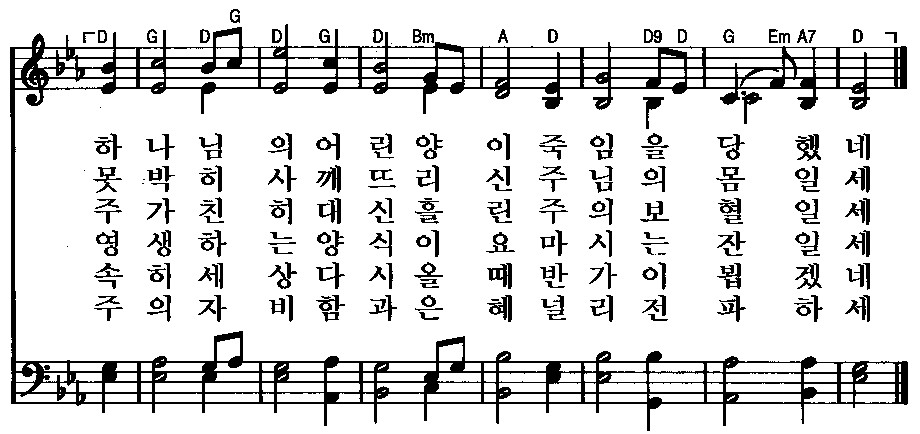 G
D G D D G D Bm A D D9 D G Em A7 D
하 나 님 의 어 린 양 이 죽 임 을 당 했 네
못 박 히 사 깨 뜨 리 신 주 님 의 몸 일 세
주 가 친 히 대 신 흘 린 주 의 보 혈 일 세
영 생 하 는 양 식 이 요 마 시 는 잔 일 세
속 히 세 상 다 시 올 때 반 가 이 뵙 겠 네
주 의 자 비 함 과 은 혜 널 리 전 파 하 세